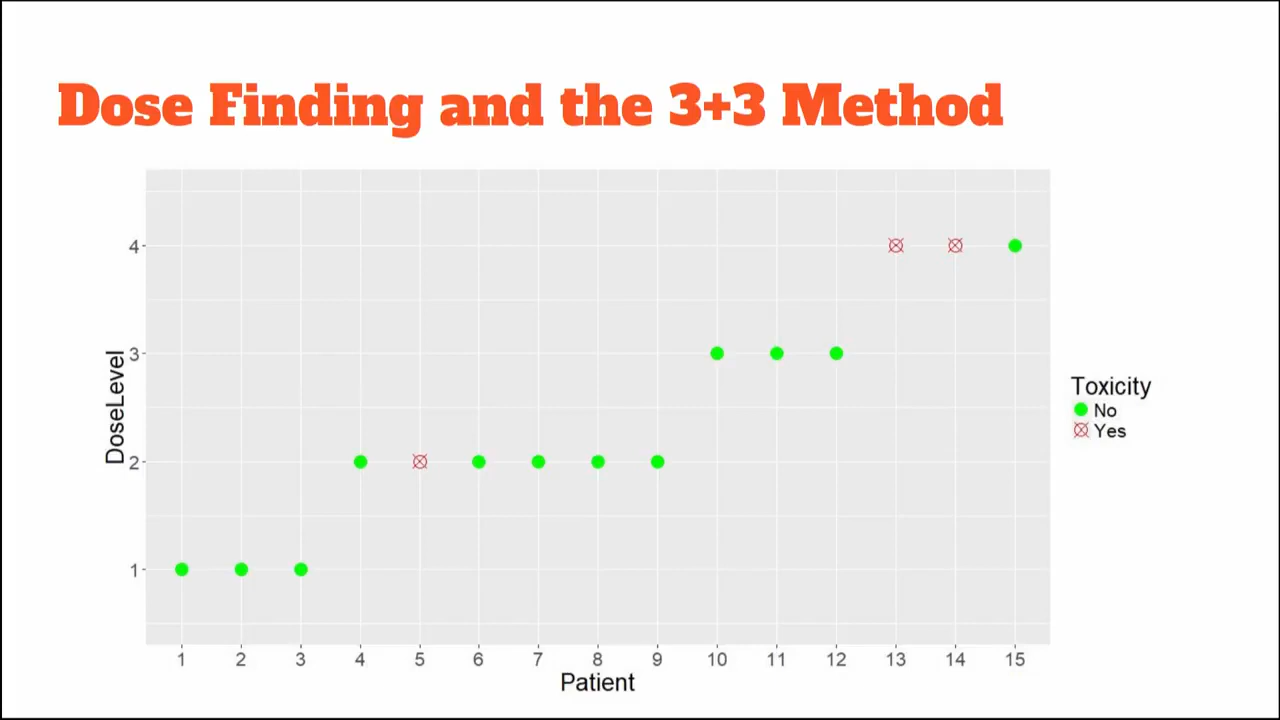 Dose Finding and the 3+3 Method
4
3
2
1
DoseLevel
1 2 3 4 5 6 7 8 9 10 11 12 13 14 15
Patient
Toxicity
No
Yes